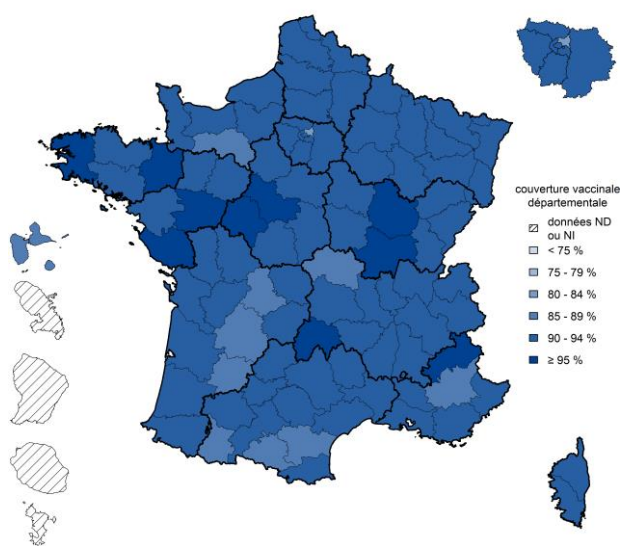 couverture vaccinale
départementale
données ND
ou NI
< 75 %
75 - 79 %
80 - 84 %
85 - 89 %
90 - 94 %
≥ 95 %